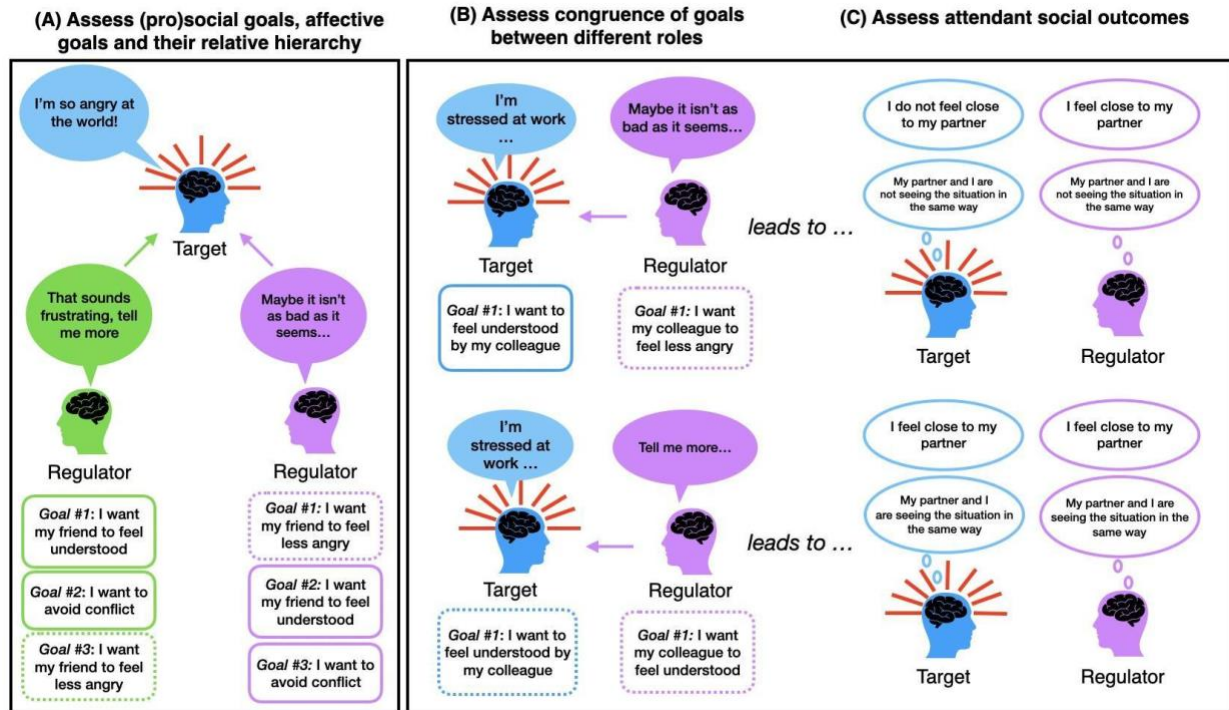 (A) Assess (pro)social goals, affective
goals and their relative hierarchy
I'm so angry at
the world!
Target
That sounds
frustrating, tell
me more
Maybe it isn't
as bad as it
seems...
Regulator
Regulator
Goal #1: I want
my friend to feel
understood
Goal #2: I want to
avoid conflict
Goal #3: I want
my friend to feel
less angry
Goal #1: I want
my friend to feel
less angry
Goal #2: I want
my friend to feel
understood
Goal #3: I want to
avoid conflict
(B) Assess congruence of goals
between different roles
I'm
stressed at work
...
Maybe it isn't as
bad as it seems...
Target
Regulator
Goal #1: I want to
feel understood
by my colleague
Goal #1: I want
my colleague to
feel less angry
leads to ...
I'm
stressed at
work ...
Tell me more...
Target
Regulator
Goal #1: I want to
feel understood by
my colleague
Goal #1: I want
my colleague to
feel understood
leads to ...
(C) Assess attendant social outcomes
I do not feel close
to my partner
I feel close to my
partner
My partner and I are
not seeing the situation in
the same way
My partner and I are
not seeing the situation in
the same way
Target
Regulator
I feel close to my
partner
I feel close to my
partner
My partner and I
are seeing the situation in
the same way
My partner and I are
seeing the situation in the
same way
Target
Regulator